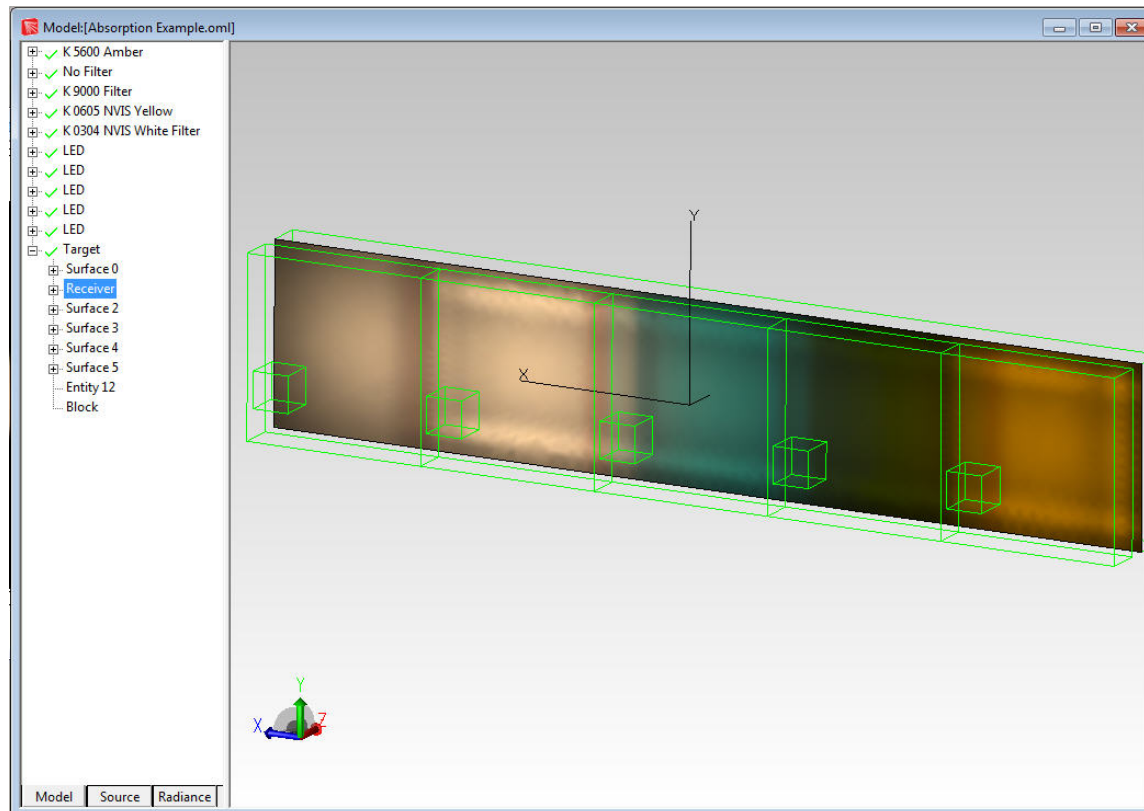 Model:[Absorption Example.oml]
K 5600 Amber
No Filter
K 9000 Filter
K 0605 NVIS Yellow
K 0304 NVIS White Filter
LED
LED
LED
LED
LED
Target
Surface 0
Receiver
Surface 2
Surface 3
Surface 4
Surface 5
Entity 12
Block
Y
X
Y
X
Z
Model Source Radiance